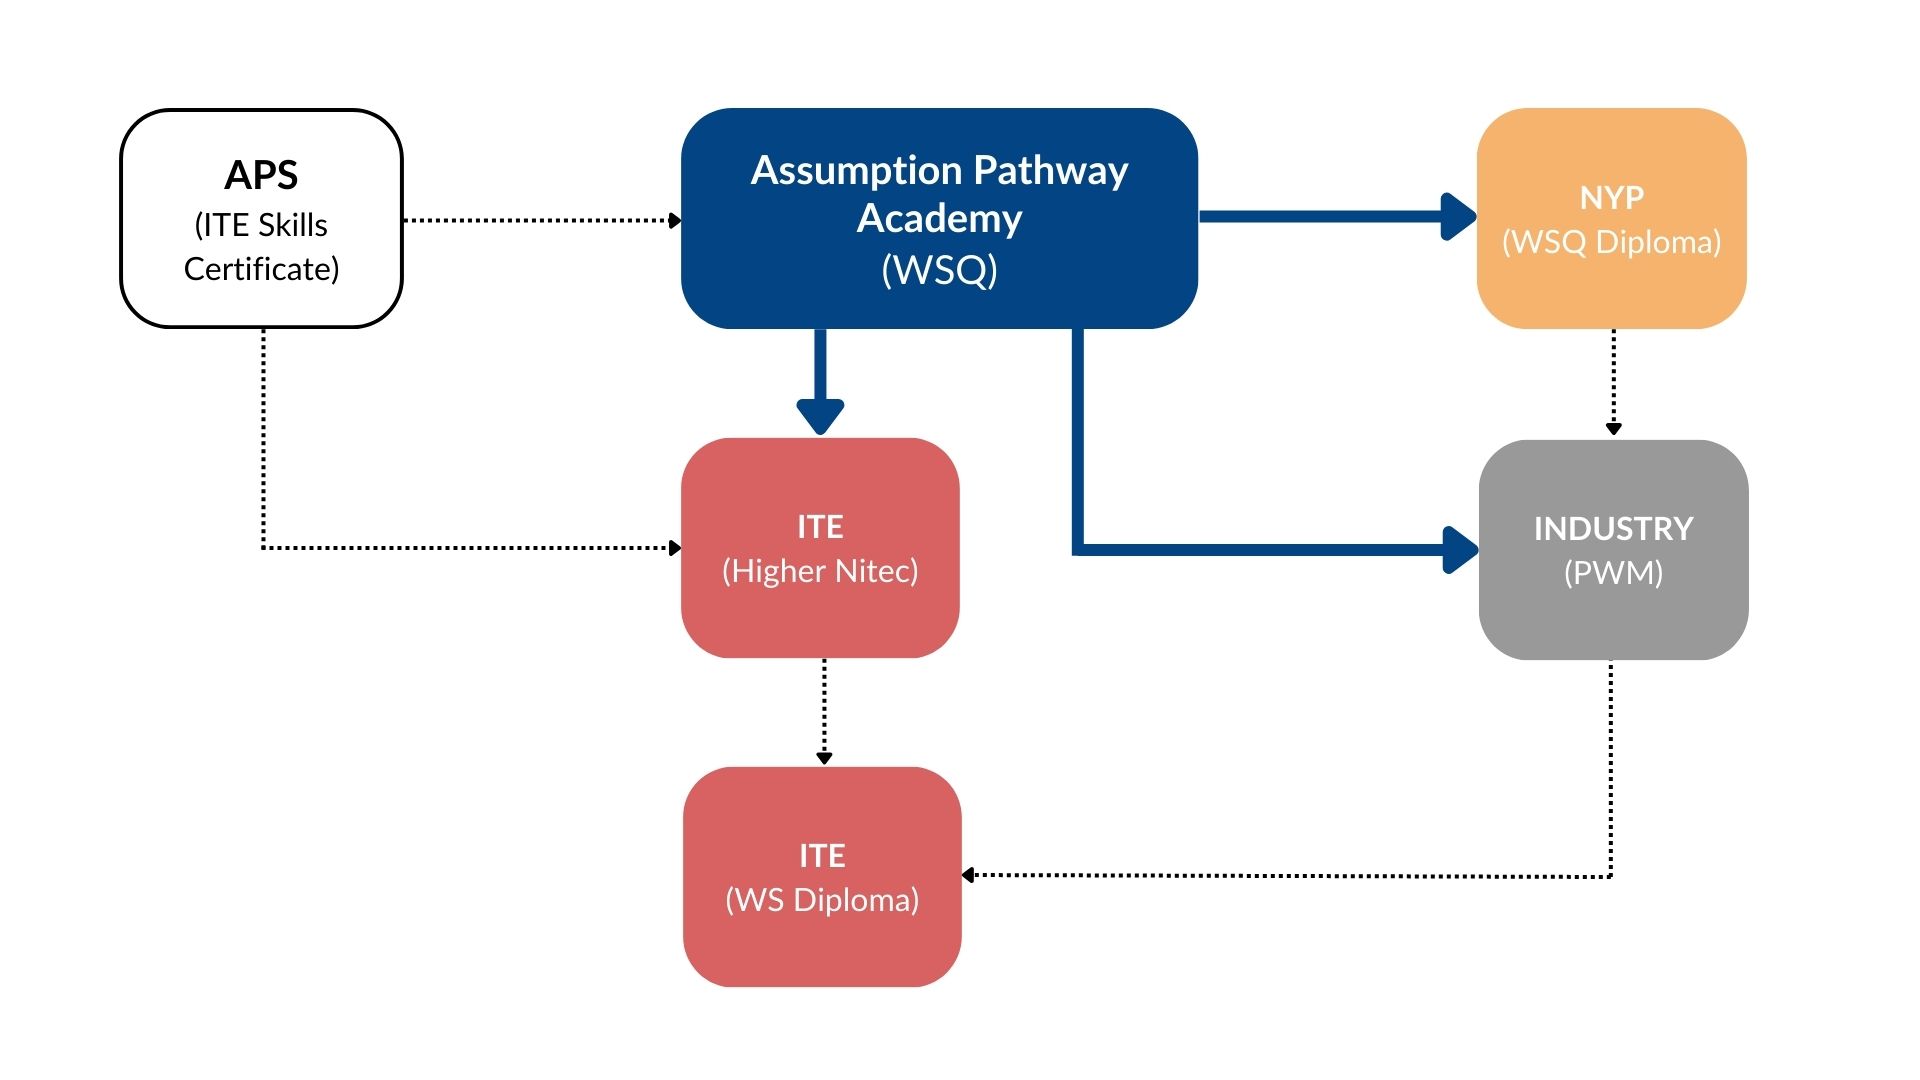 APS
(ITE Skills
Certificate)
Assumption Pathway
Academy
(WSQ)
NYP
(WSQ Diploma)
ITE
(Higher Nitec)
INDUSTRY
(PWM)
ITE
(WS Diploma)